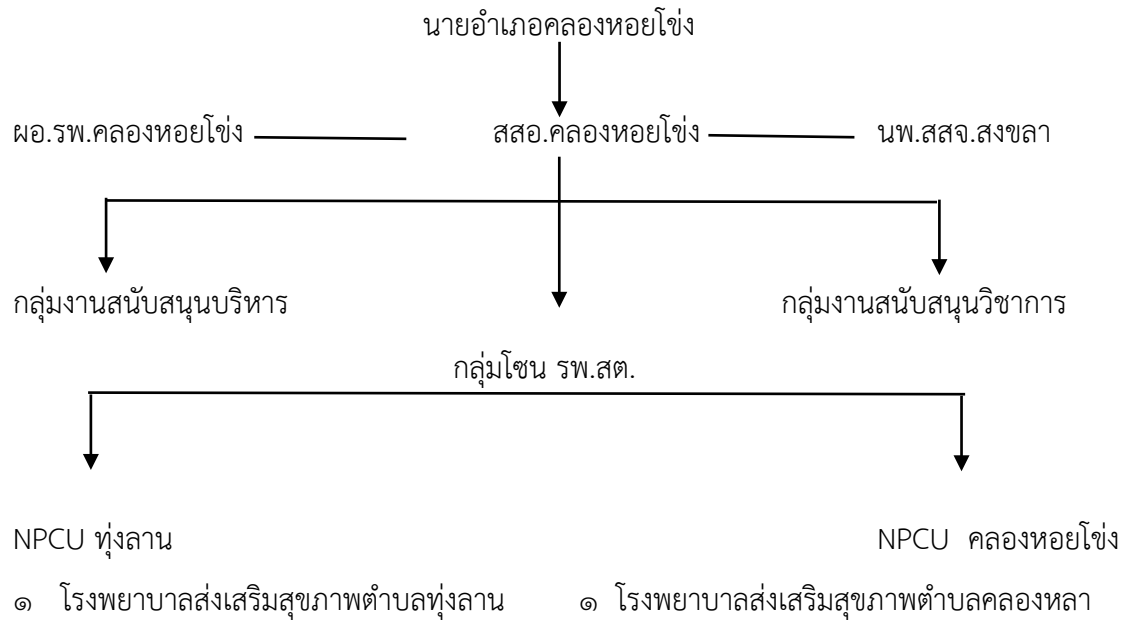 นายอำเภอคลองหอยโข่ง
ผอ.รพ.คลองหอยโข่ง สสอ.คลองหอยโข่ง นพ.สสจ.สงขลา
กลุ่มงานสนับสนุนบริหาร กลุ่มงานสนับสนุนวิชาการ
กลุ่มโซน รพ.สต.
NPCU ทุ่งลาน NPCU คลองหอยโข่ง
๑ โรงพยาบาลส่งเสริมสุขภาพตำบลทุ่งลาน ๑ โรงพยาบาลส่งเสริมสุขภาพตำบลคลองหลา